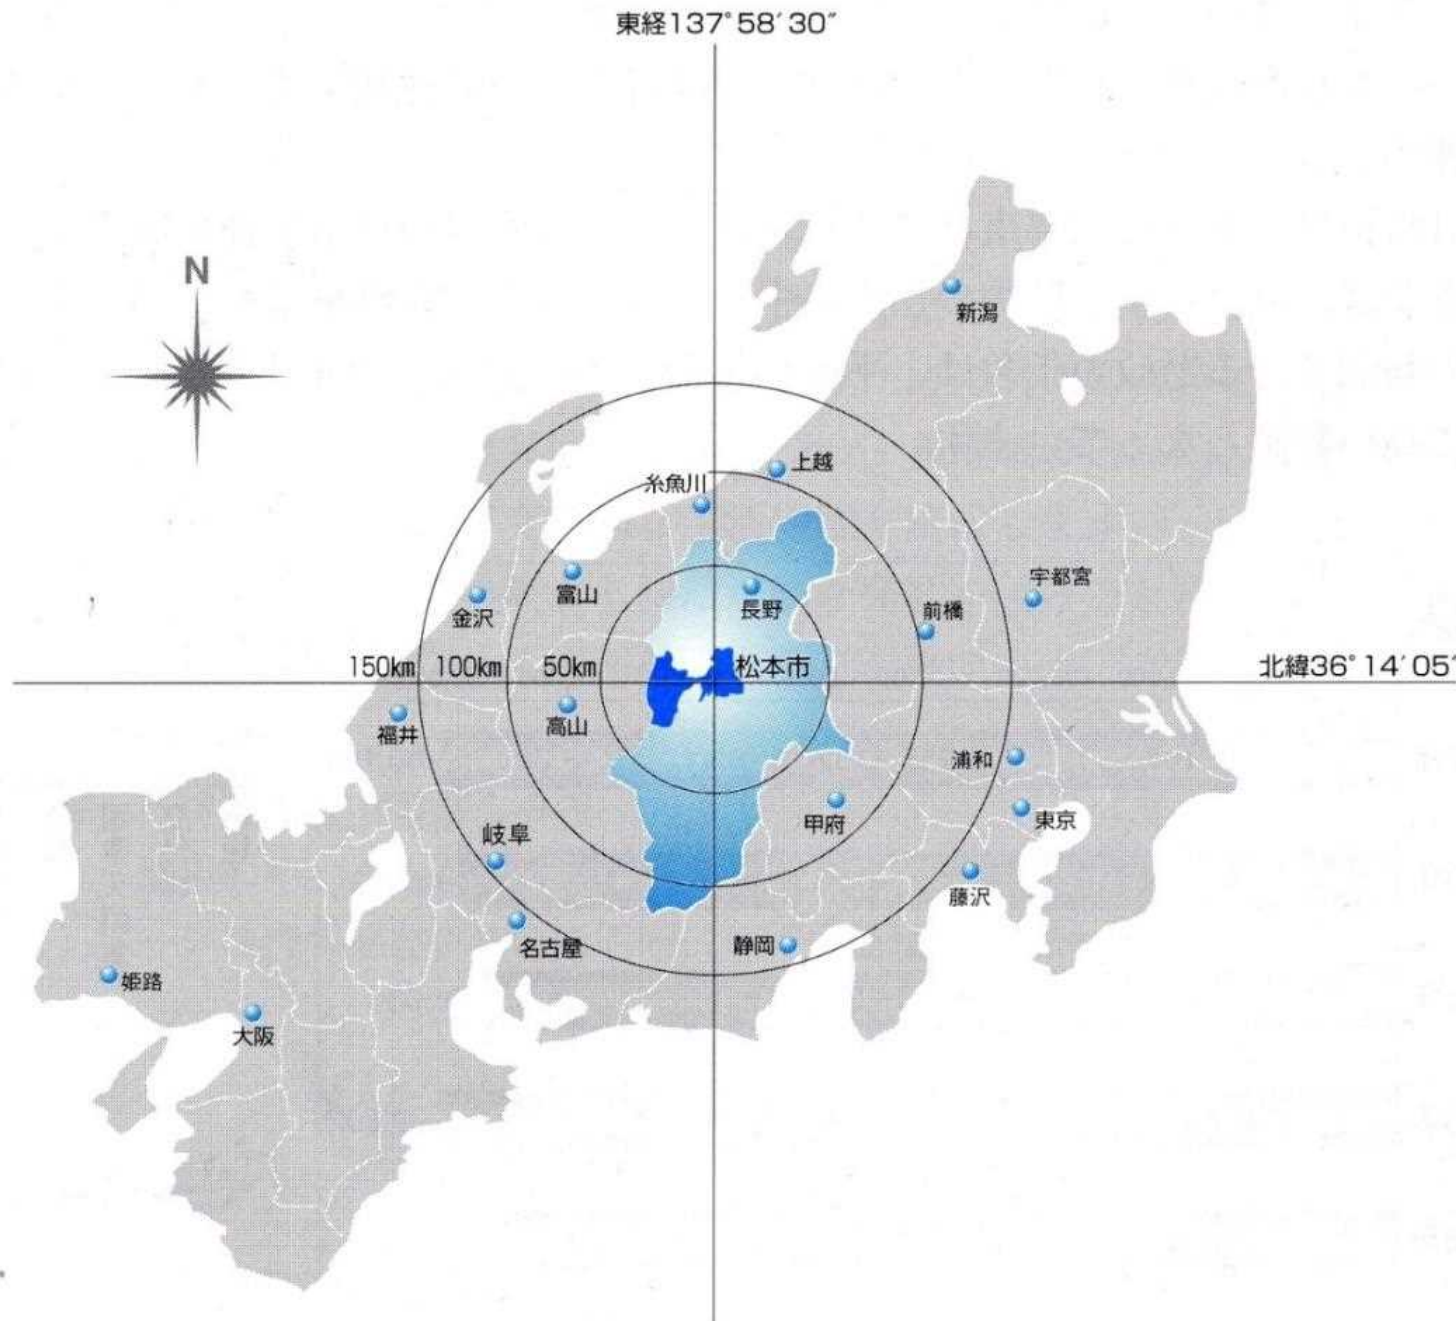 東経137°58′30″
N
新潟
上越
糸魚川
宇都宮
富山
長野
金沢
前橋
150km 100km 50km 松本市 北緯36°14′05″
高山
福井
浦和
甲府
東京
岐阜
藤沢
名古屋
静岡
姫路
大阪